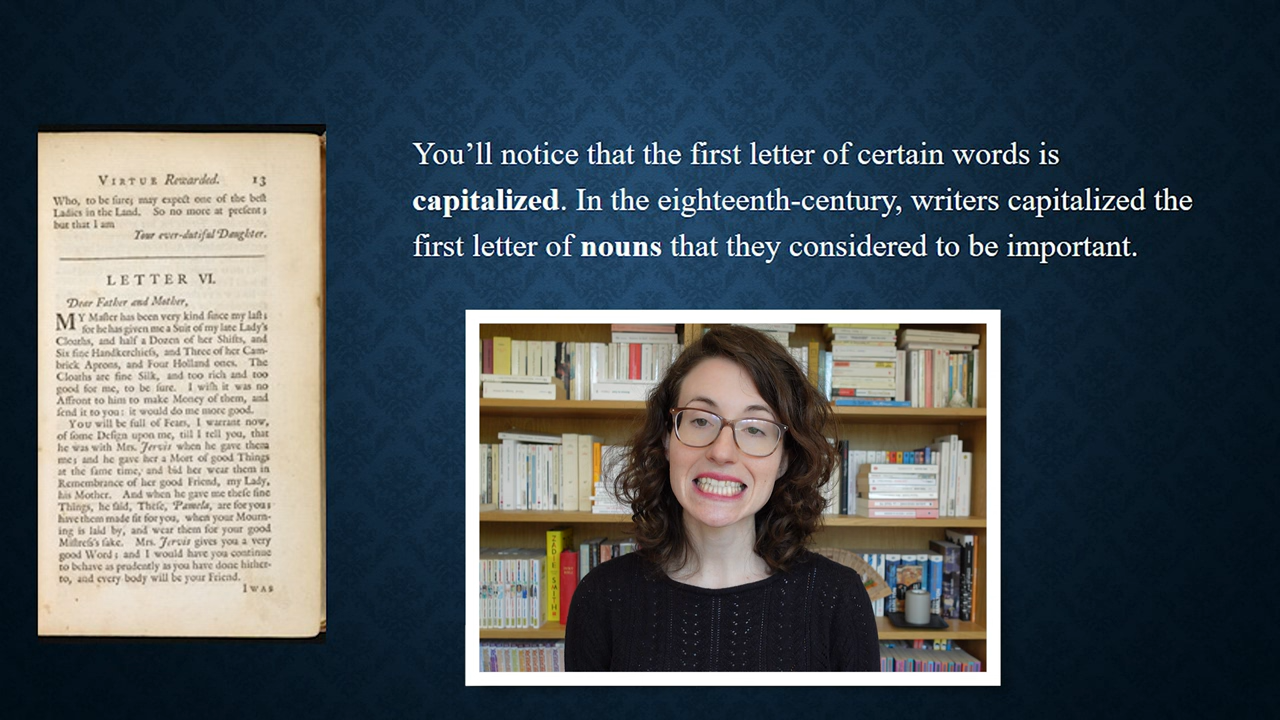 VIRTUE Rewarded. 13
Who, to be ſure, may expect one of the beſt
Ladies in the Land. So no more at preſent;
but that I am
Your ever-dutiful Daughter.
LETTER VI.
Dear Father and Mother,
MY Maſter has been very kind ſince my laſt;
for he has given me a Suit of my late Lady's
Cloaths, and half a Dozen of her Shifts, and
Six fine Handkerchiefs, and Three of her Cam-
brick Aprons, and Four Holland ones. The
Cloaths are fine Silk, and too rich and too
good for me, to be ſure. I wiſh it was no
Affront to him to make Money of them, and
ſend it to you: it would do me more good.
You will be full of Fears, I warrant now,
of ſome Deſign upon me, till I tell you, that
he was with Mrs. Jervis when he gave them
me; and he gave her a Mort of good Things
at the ſame time, and bid her wear them in
Remembrance of her good Friend, my Lady,
his Mother. And when he gave me theſe fine
Things, he ſaid, Theſe, Pamela, are for you;
have them made fit for you, when your Mourn-
ing is laid by, and wear them for your good
Miſtreſs's ſake. Mrs. Jervis gives you a very
good Word; and I would have you continue
to behave as prudently as you have done hither-
to, and every body will be your Friend.
I was
You’ll notice that the first letter of certain words is
capitalized. In the eighteenth-century, writers capitalized the
first letter of nouns that they considered to be important.
ZADIE SMITH